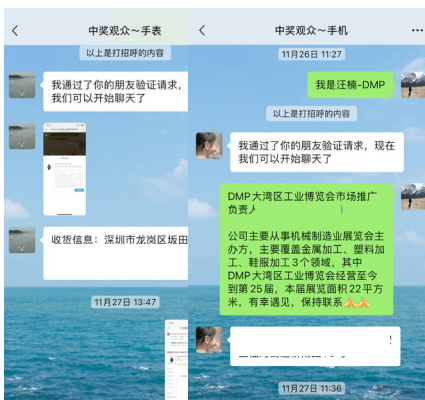 中奖观众～手表
以上是打招呼的内容
我通过了你的朋友验证请求，
我们可以开始聊天了
收货信息：深圳市龙岗区坂田
11月27日 13:47
中奖观众～手机
11月26日 11:27
我是汪楠-DMP
以上是打招呼的内容
我通过了你的朋友验证请求，现在
我们可以开始聊天了
DMP大湾区工业博览会市场推广
负责人
公司主要从事机械制造业展览会主
办方，主要覆盖金属加工、塑料加
工、鞋服加工3个领域，其中
DMP大湾区工业博览会经营至今
到第25届，本届展览面积22平方
米，有幸遇见，保持联系🙏🙏
！
11月27日 11:36